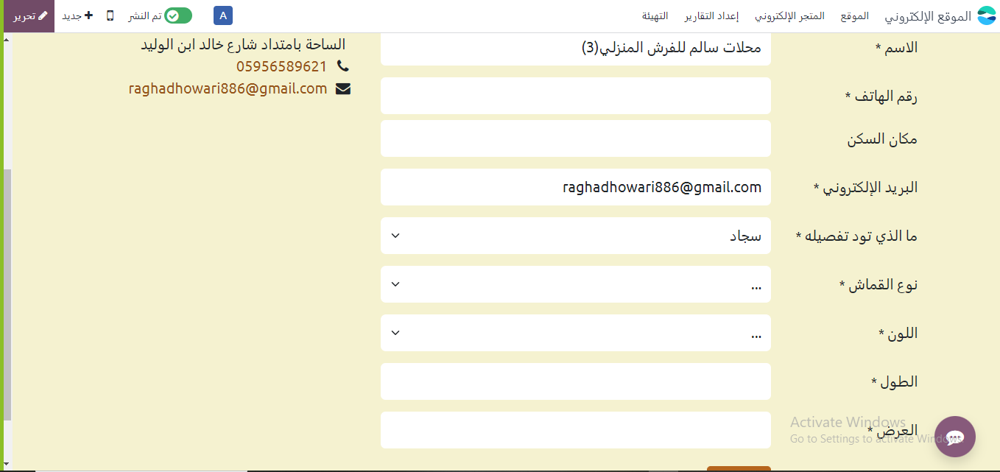 الموقع الإلكتروني الموقع المتجر الإلكتروني إعداد التقارير التهيئة A تم النشر جديد تحرير
الاسم *
محلات سالم للفرش المنزلي(3)
رقم الهاتف *
مكان السكن
البريد الإلكتروني *
raghadhowari886@gmail.com
ما الذي تود تفصيله *
سجاد
نوع القماش *
...
اللون *
...
الطول *
العرض *
الساحة بامتداد شارع خالد ابن الوليد
05956589621
raghadhowari886@gmail.com
Activate Windows
Go to Settings to activate Windows.